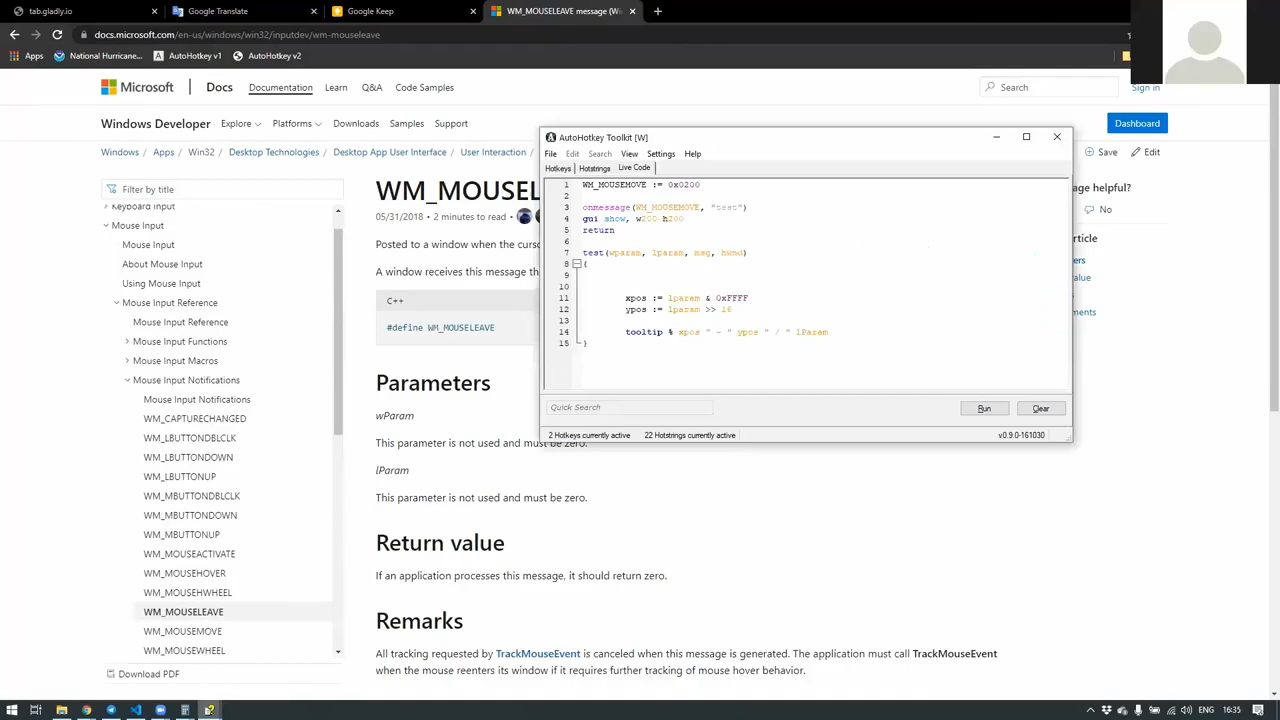 tab.gladly.io
Google Translate
Google Keep
WM_MOUSELEAVE message (Wi
docs.microsoft.com/en-us/windows/win32/inputdev/wm-mouseleave
Apps
National Hurricane...
AutoHotkey v1
AutoHotkey v2
Microsoft
Docs
Documentation
Learn
Q&A
Code Samples
Search
Sign in
Windows Developer
Explore
Platforms
Downloads
Samples
Support
Dashboard
Windows / Apps / Win32 / Desktop Technologies / Desktop App User Interface / User Interaction /
Save
Edit
Filter by title
Keyboard Input
Mouse Input
Mouse Input
About Mouse Input
Using Mouse Input
Mouse Input Reference
Mouse Input Reference
Mouse Input Functions
Mouse Input Macros
Mouse Input Notifications
Mouse Input Notifications
WM_CAPTURECHANGED
WM_LBUTTONDBLCLK
WM_LBUTTONDOWN
WM_LBUTTONUP
WM_MBUTTONDBLCLK
WM_MBUTTONDOWN
WM_MBUTTONUP
WM_MOUSEACTIVATE
WM_MOUSEHOVER
WM_MOUSEHWHEEL
WM_MOUSELEAVE
WM_MOUSEMOVE
WM_MOUSEWHEEL
Download PDF
WM_MOUSEL
05/31/2018 • 2 minutes to read •
Posted to a window when the curso
A window receives this message th
C++
#define WM_MOUSELEAVE
Parameters
wParam
This parameter is not used and must be zero.
lParam
This parameter is not used and must be zero.
Return value
If an application processes this message, it should return zero.
Remarks
All tracking requested by TrackMouseEvent is canceled when this message is generated. The application must call TrackMouseEvent
when the mouse reenters its window if it requires further tracking of mouse hover behavior.
age helpful?
No
article
ters
alue
ments
AutoHotkey Toolkit [W]
File Edit Search View Settings Help
Hotkeys Hotstrings Live Code
1 WM_MOUSEMOVE := 0x0200
2
3 onmessage(WM_MOUSEMOVE, "test")
4 gui show, w200 h200
5 return
6
7 test(wparam, lparam, msg, hwnd)
8 {
9
10
11 xpos := lparam & 0xFFFF
12 ypos := lparam >> 16
13
14 tooltip % xpos " - " ypos " / " lParam
15 }
Quick Search
Run
Clear
2 Hotkeys currently active
22 Hotstrings currently active
v0.9.0-161030
ENG
16:35